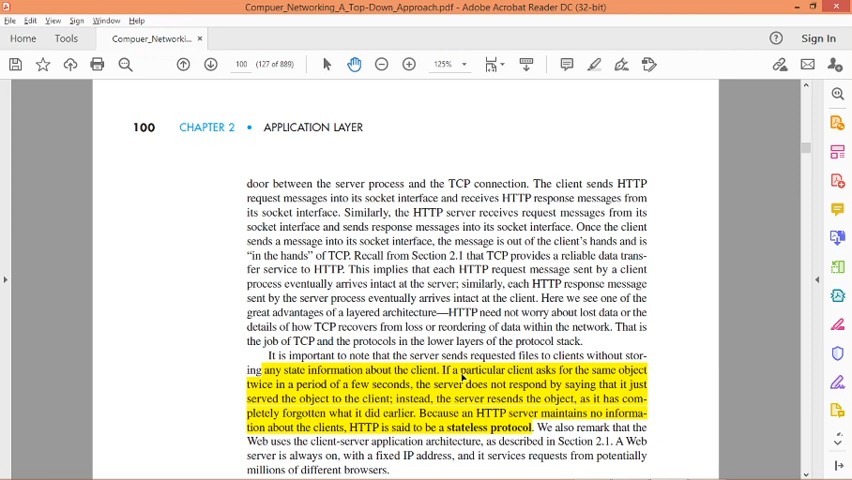 Compuer_Networking_A_Top-Down_Approach.pdf - Adobe Acrobat Reader DC (32-bit)
File Edit View Sign Window Help
Home Tools Compuer_Networki... × Sign In
100 (127 of 889) 125%
100 CHAPTER 2 • APPLICATION LAYER
door between the server process and the TCP connection. The client sends HTTP
request messages into its socket interface and receives HTTP response messages from
its socket interface. Similarly, the HTTP server receives request messages from its
socket interface and sends response messages into its socket interface. Once the client
sends a message into its socket interface, the message is out of the client’s hands and is
“in the hands” of TCP. Recall from Section 2.1 that TCP provides a reliable data trans-
fer service to HTTP. This implies that each HTTP request message sent by a client
process eventually arrives intact at the server; similarly, each HTTP response message
sent by the server process eventually arrives intact at the client. Here we see one of the
great advantages of a layered architecture—HTTP need not worry about lost data or the
details of how TCP recovers from loss or reordering of data within the network. That is
the job of TCP and the protocols in the lower layers of the protocol stack.
It is important to note that the server sends requested files to clients without stor-
ing any state information about the client. If a particular client asks for the same object
twice in a period of a few seconds, the server does not respond by saying that it just
served the object to the client; instead, the server resends the object, as it has com-
pletely forgotten what it did earlier. Because an HTTP server maintains no informa-
tion about the clients, HTTP is said to be a stateless protocol. We also remark that the
Web uses the client-server application architecture, as described in Section 2.1. A Web
server is always on, with a fixed IP address, and it services requests from potentially
millions of different browsers.